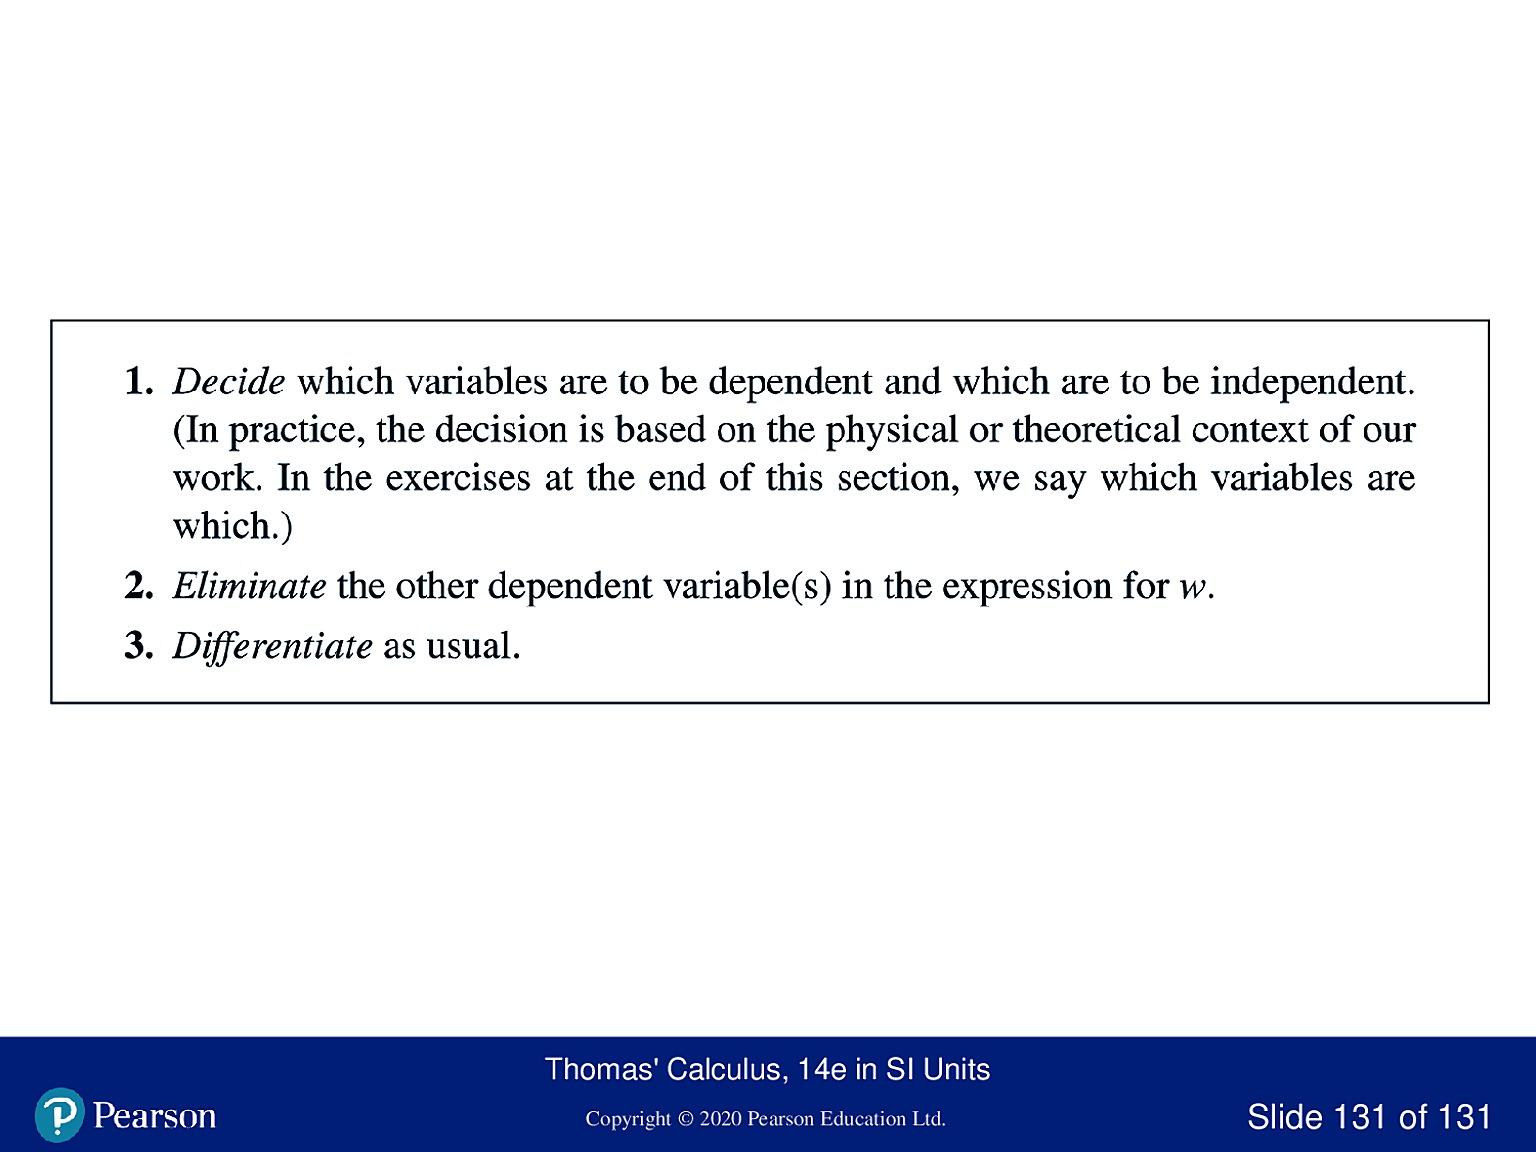 1. Decide which variables are to be dependent and which are to be independent.
(In practice, the decision is based on the physical or theoretical context of our
work. In the exercises at the end of this section, we say which variables are
which.)
2. Eliminate the other dependent variable(s) in the expression for w.
3. Differentiate as usual.
Thomas' Calculus, 14e in SI Units
Pearson
Copyright © 2020 Pearson Education Ltd.
Slide 131 of 131